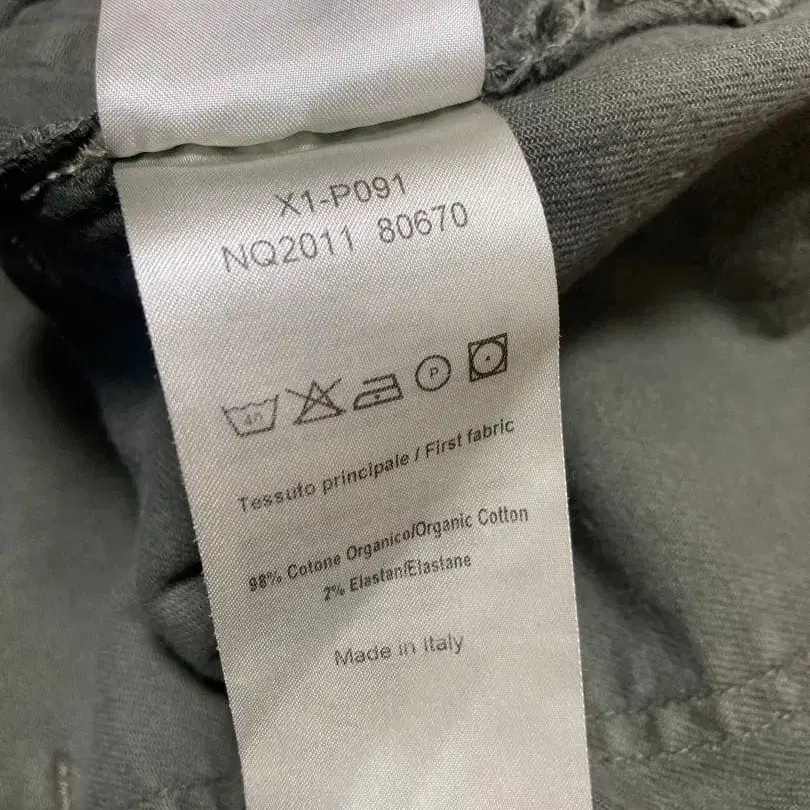 X1-P091
NQ2011 80670
40 P
Tessuto principale / First fabric
98% Cotone Organico/Organic Cotton
2% Elastan/Elastane
Made in Italy